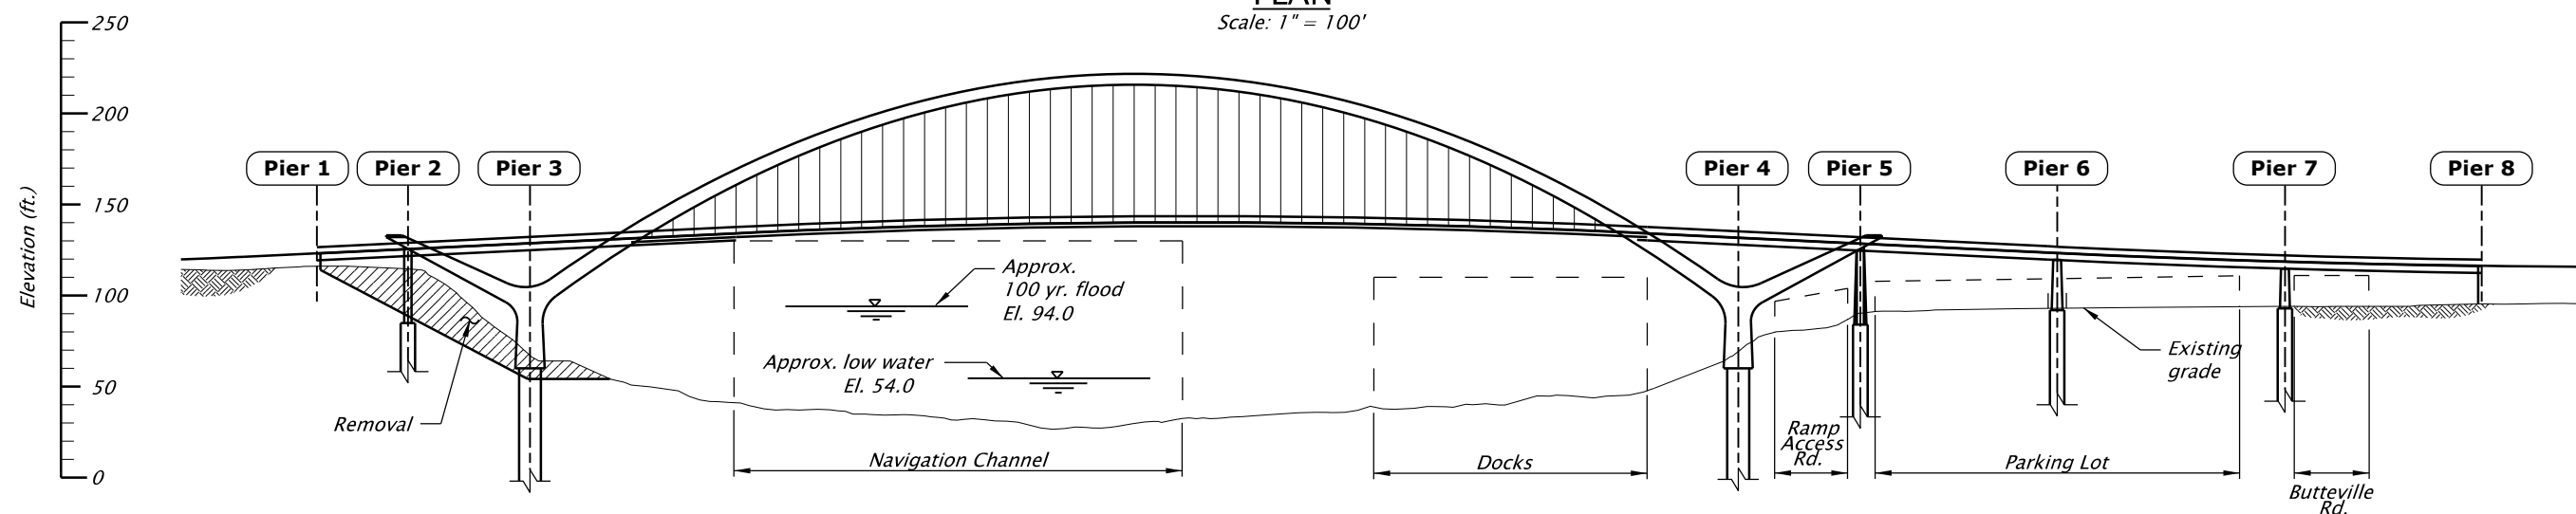 PLAN
Scale: 1" = 100'
250
200
150
100
50
0
Elevation (ft.)
Pier 1
Pier 2
Pier 3
Pier 4
Pier 5
Pier 6
Pier 7
Pier 8
Approx.
100 yr. flood
El. 94.0
Approx. low water
El. 54.0
Existing
grade
Removal
Navigation Channel
Docks
Ramp
Access
Rd.
Parking Lot
Butteville
Rd.